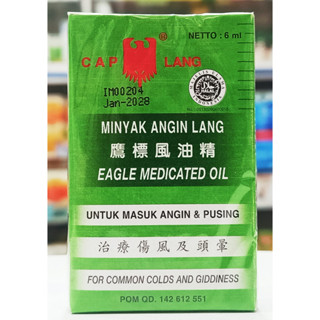 NETTO : 6 ml
CAP LANG ®
IM00204
Jan-2028
HALAL
MINYAK ANGIN LANG
鷹標風油精
EAGLE MEDICATED OIL
UNTUK MASUK ANGIN & PUSING
治療傷風及頭暈
FOR COMMON COLDS AND GIDDINESS
POM QD. 142 612 551